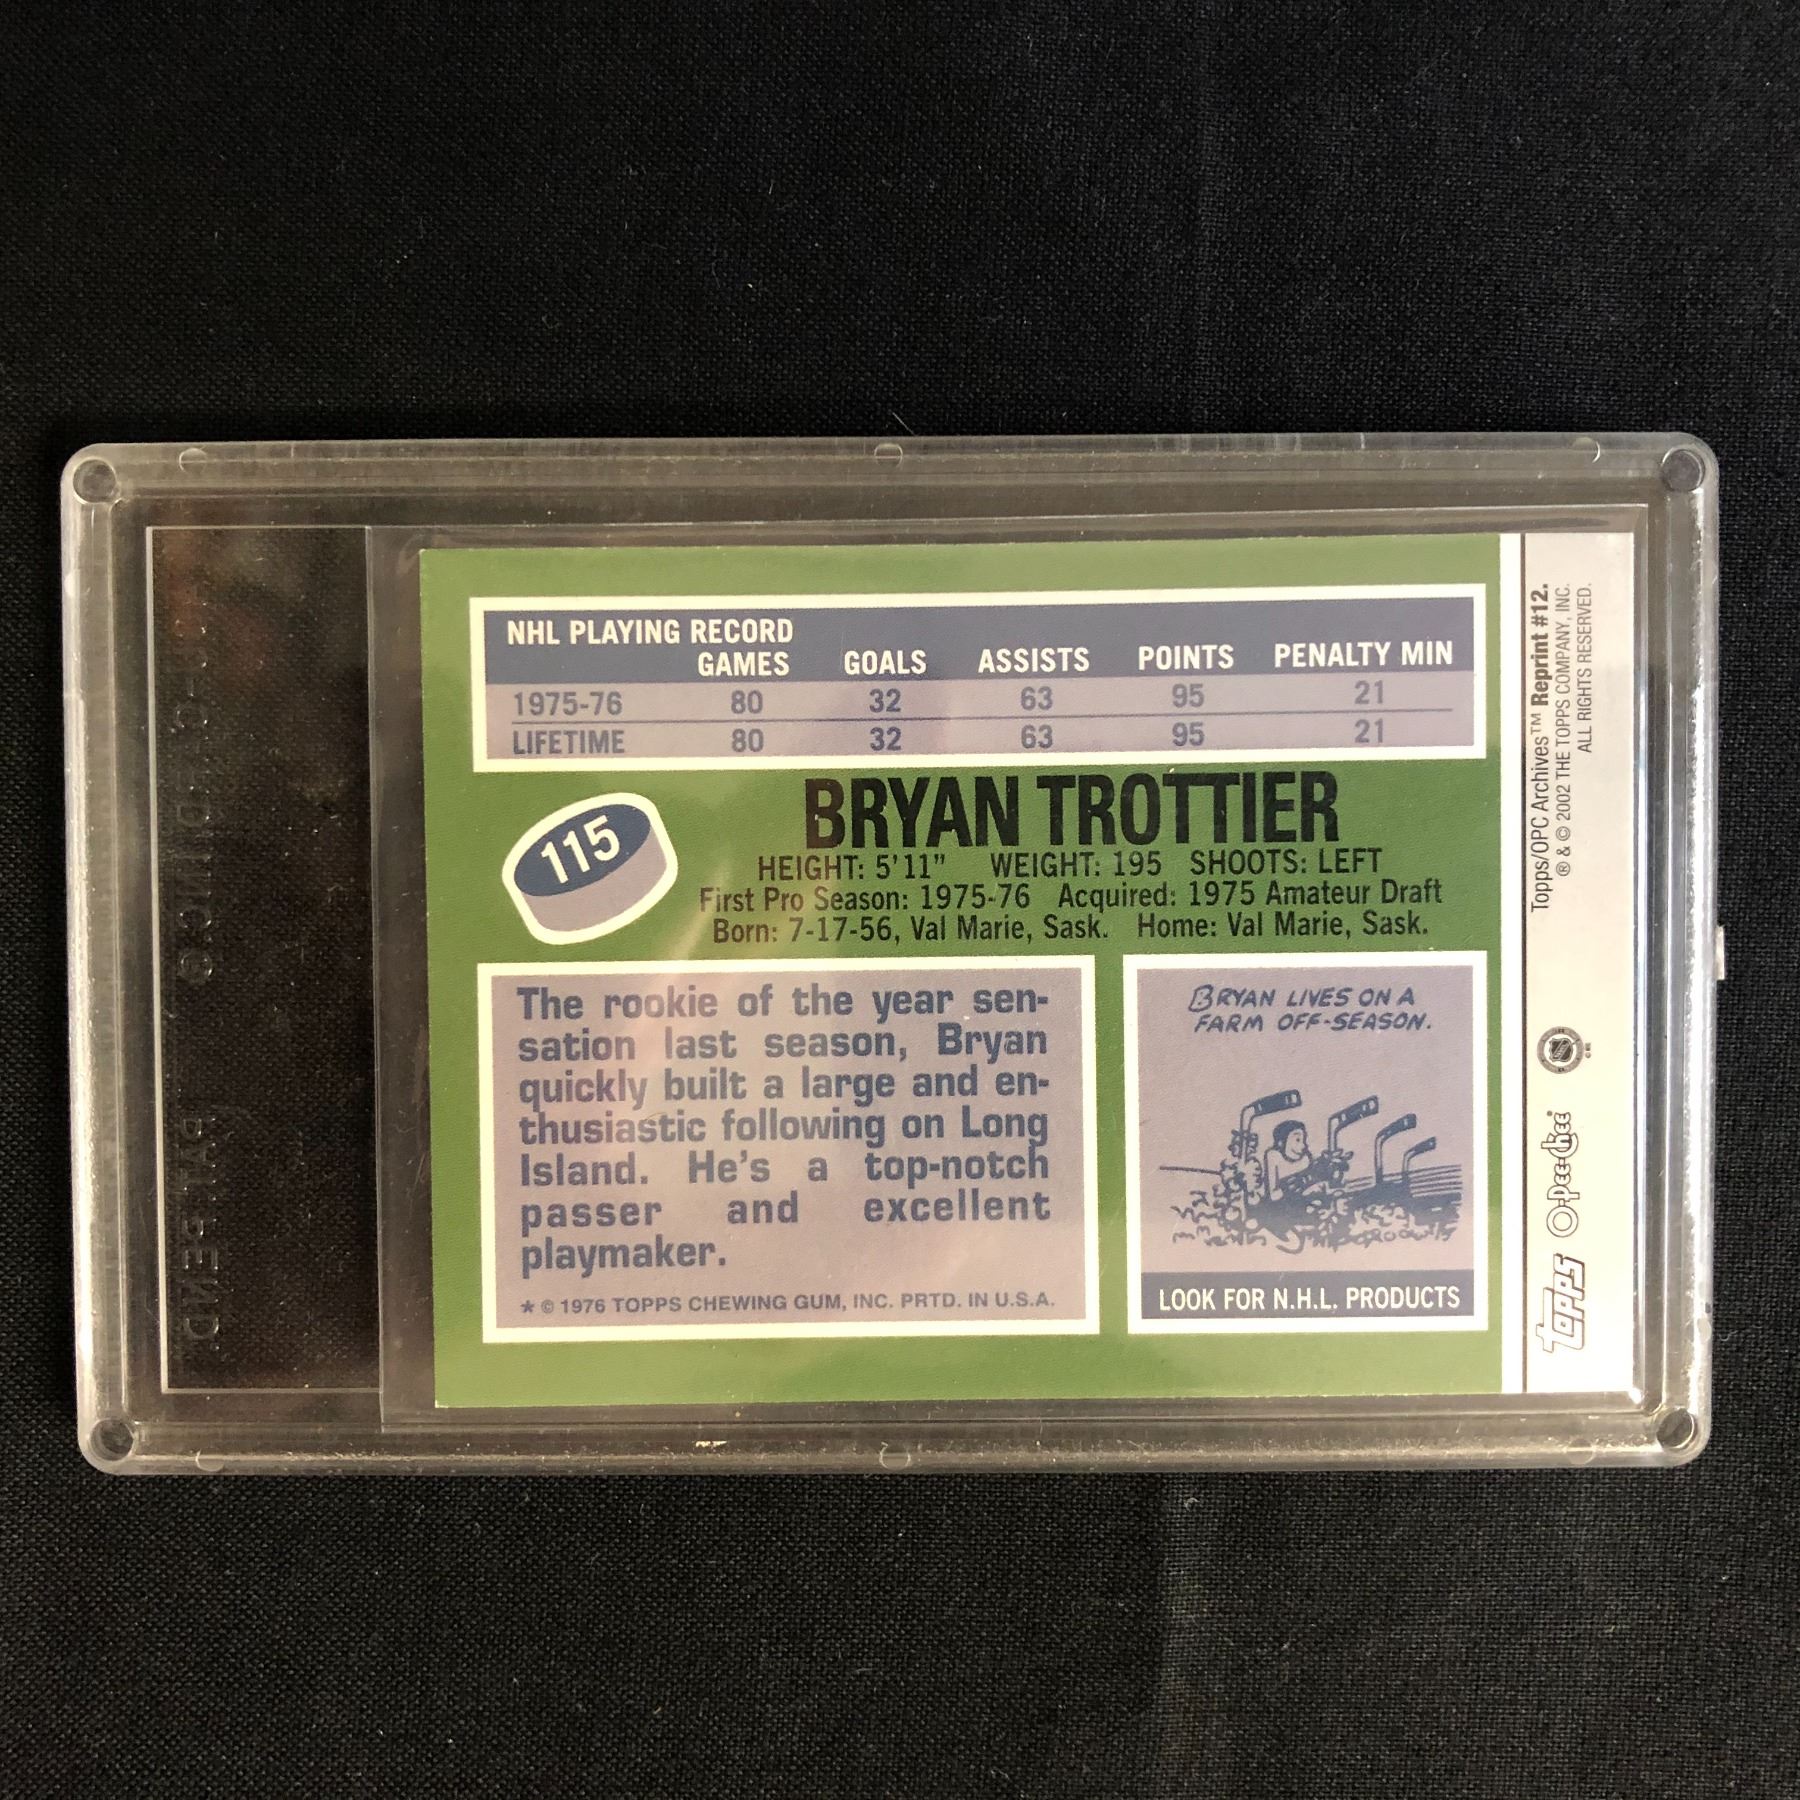 NHL PLAYING RECORD
GAMES GOALS ASSISTS POINTS PENALTY MIN
1975-76 80 32 63 95 21
LIFETIME 80 32 63 95 21
115
BRYAN TROTTIER
HEIGHT: 5'11" WEIGHT: 195 SHOOTS: LEFT
First Pro Season: 1975-76 Acquired: 1975 Amateur Draft
Born: 7-17-56, Val Marie, Sask. Home: Val Marie, Sask.
The rookie of the year sen-
sation last season, Bryan
quickly built a large and en-
thusiastic following on Long
Island. He's a top-notch
passer and excellent
playmaker.
* © 1976 TOPPS CHEWING GUM, INC. PRTD. IN U.S.A.
BRYAN LIVES ON A
FARM OFF-SEASON.
LOOK FOR N.H.L. PRODUCTS
Topps/OPC Archives™ Reprint #12.
® & © 2002 THE TOPPS COMPANY, INC.
ALL RIGHTS RESERVED.
O-Pee-Chee®
TOPPS